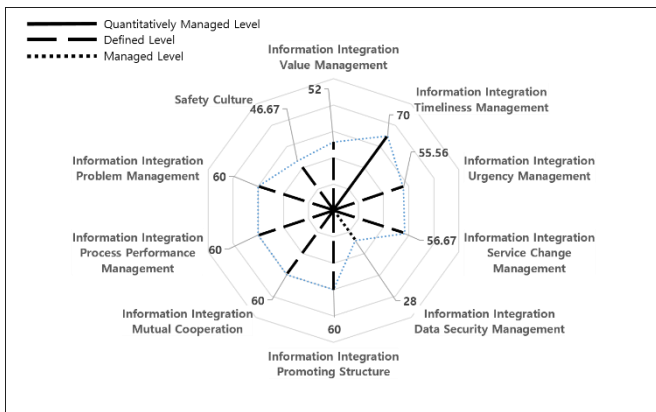 Quantitatively Managed Level
Defined Level
Managed Level
Information Integration
Value Management
52
Information Integration
Timeliness Management
70
Safety Culture
46.67
55.56
Information Integration
Urgency Management
Information Integration
Problem Management
60
Information Integration
Process Performance
Management
60
56.67
Information Integration
Service Change
Management
Information Integration
Mutual Cooperation
60
28
Information Integration
Data Security Management
60
Information Integration
Promoting Structure